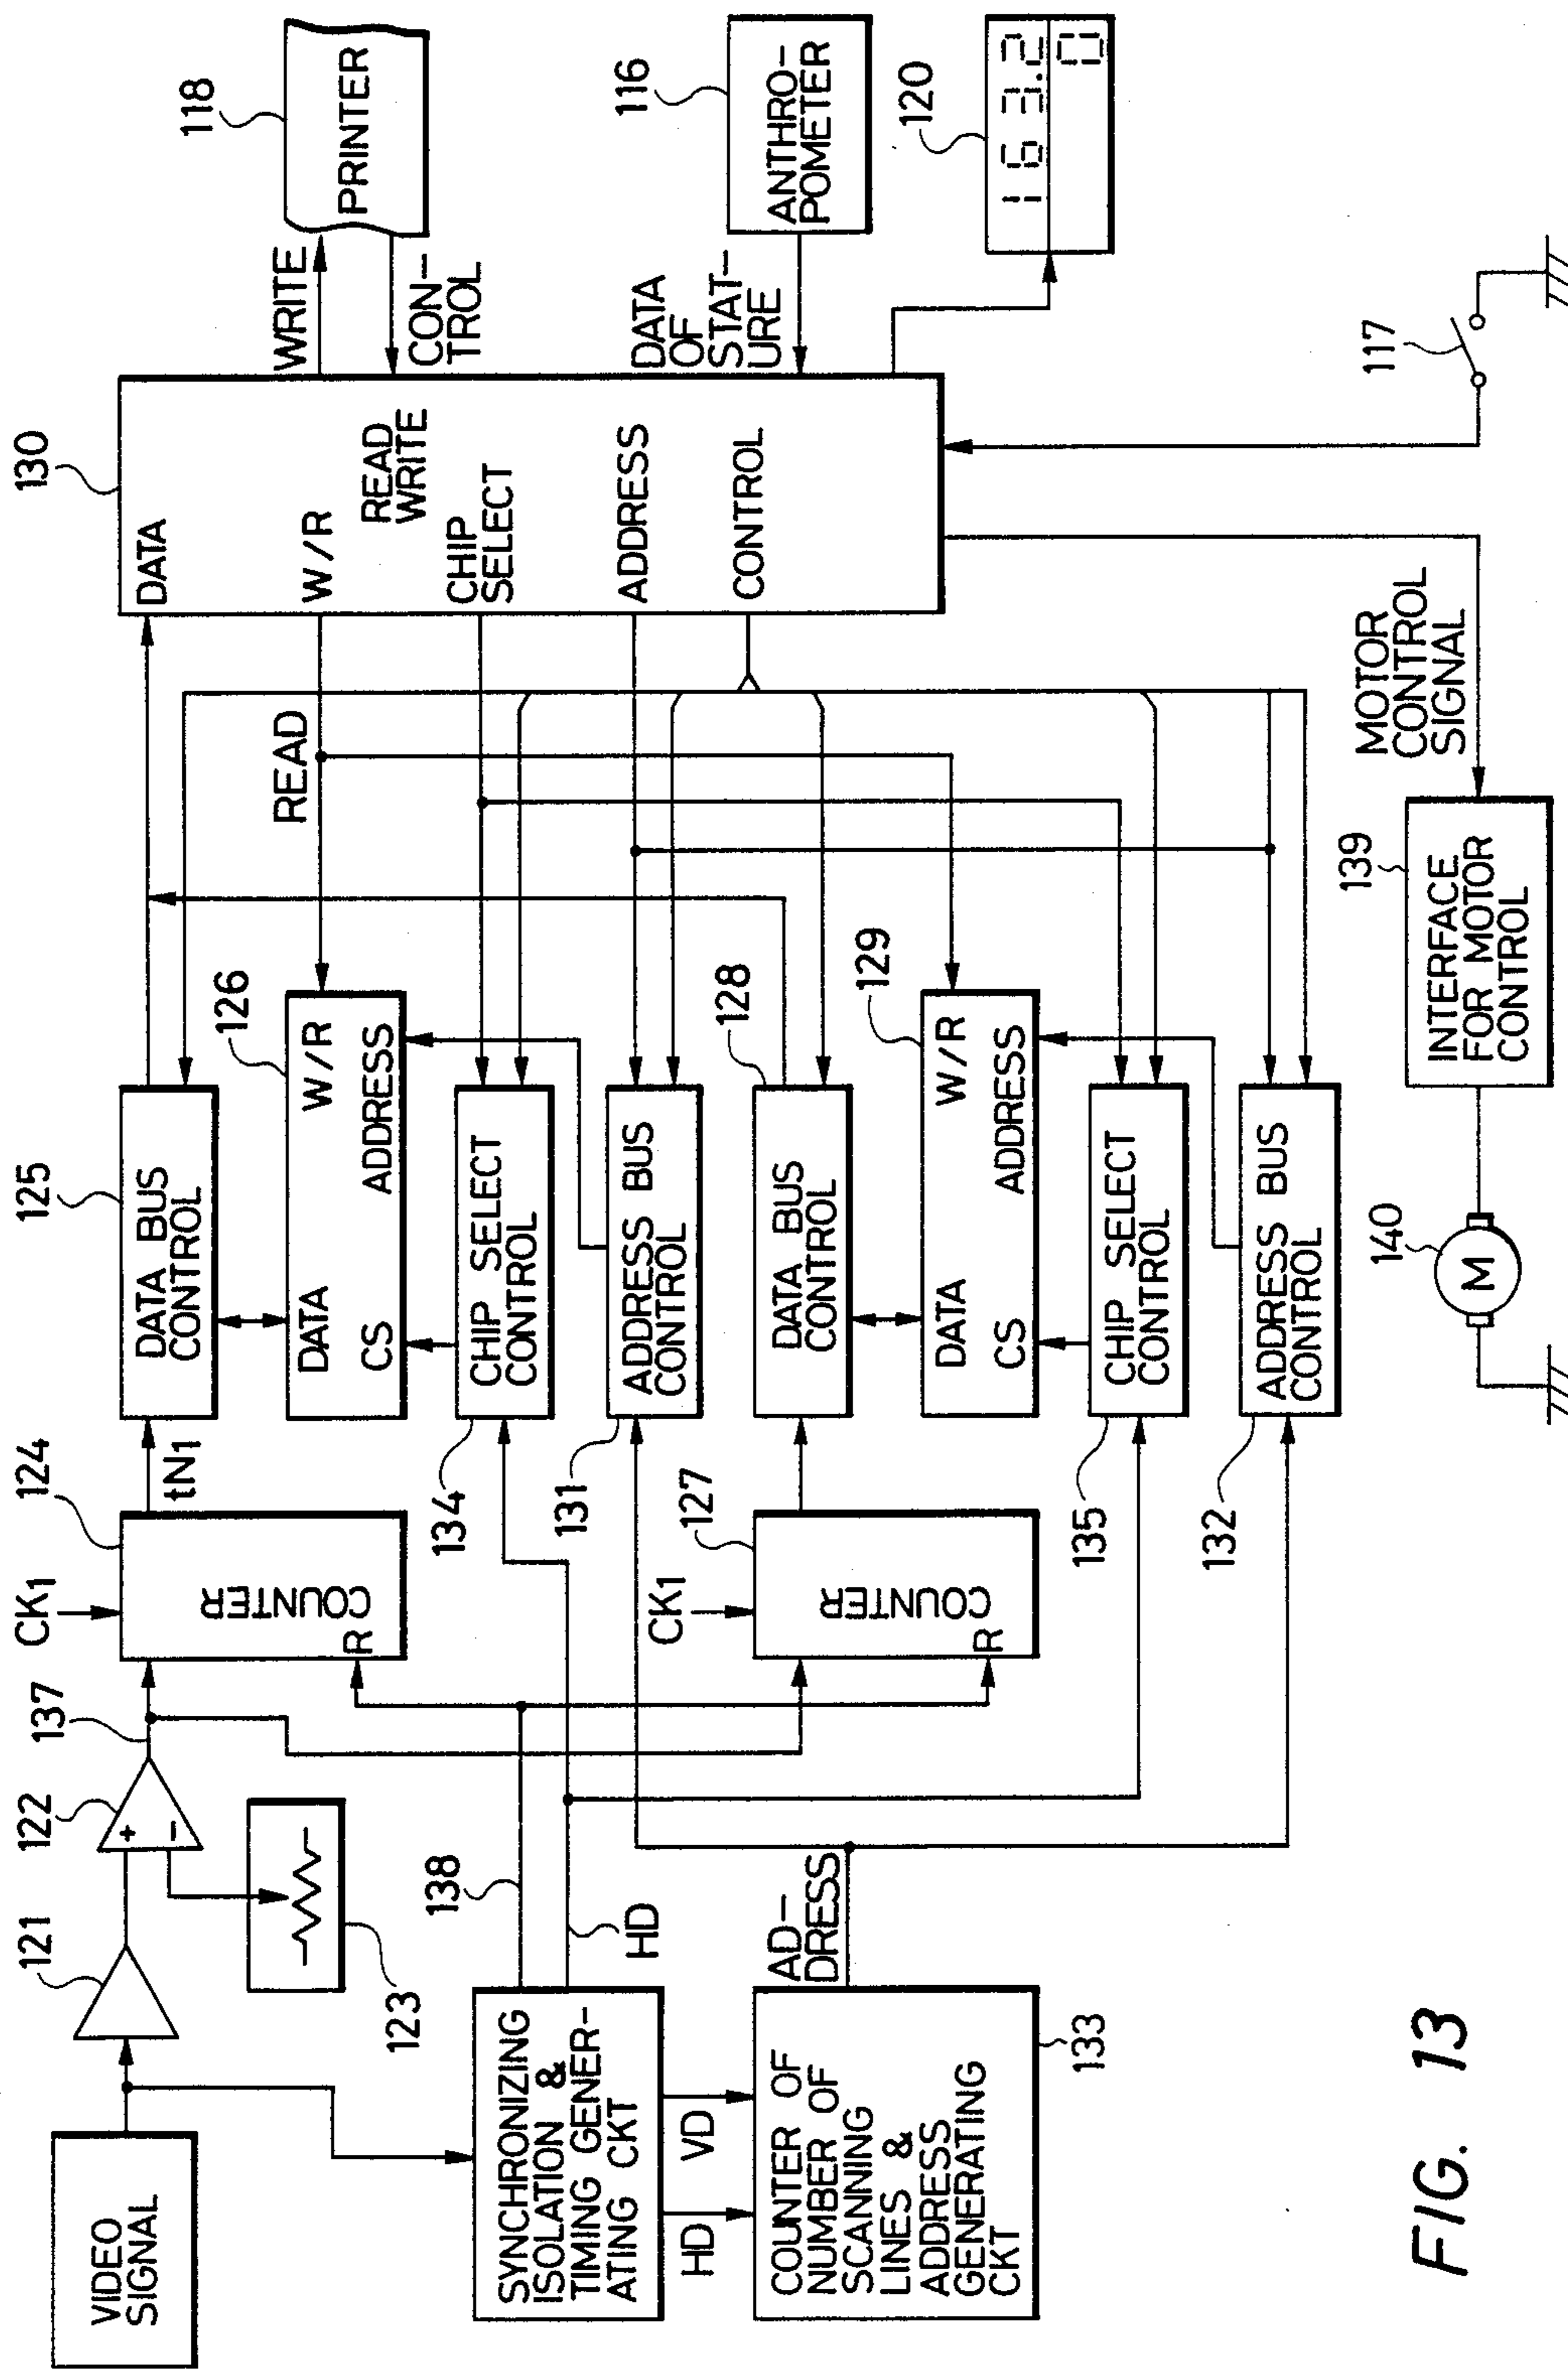 VIDEO
SIGNAL
121
122
+
−
123
137
CK1
124
COUNTER
R
tN1
125
DATA BUS
CONTROL
126
DATA
W/R
CS
ADDRESS
134
CHIP SELECT
CONTROL
131
ADDRESS BUS
CONTROL
CK1
127
COUNTER
R
128
DATA BUS
CONTROL
129
DATA
W/R
CS
ADDRESS
135
CHIP SELECT
CONTROL
132
ADDRESS BUS
CONTROL
SYNCHRONIZING
ISOLATION &
TIMING GENER-
ATING CKT
138
HD
HD
VD
COUNTER OF
NUMBER OF
SCANNING
LINES &
ADDRESS
GENERATING
CKT
133
AD-
DRESS
READ
130
DATA
W/R
READ
WRITE
CHIP
SELECT
ADDRESS
CONTROL
WRITE
CON-
TROL
118
PRINTER
DATA
OF
STAT-
URE
116
ANTHRO-
POMETER
120
163.2
0
117
MOTOR
CONTROL
SIGNAL
139
INTERFACE
FOR MOTOR
CONTROL
140
M
FIG. 13